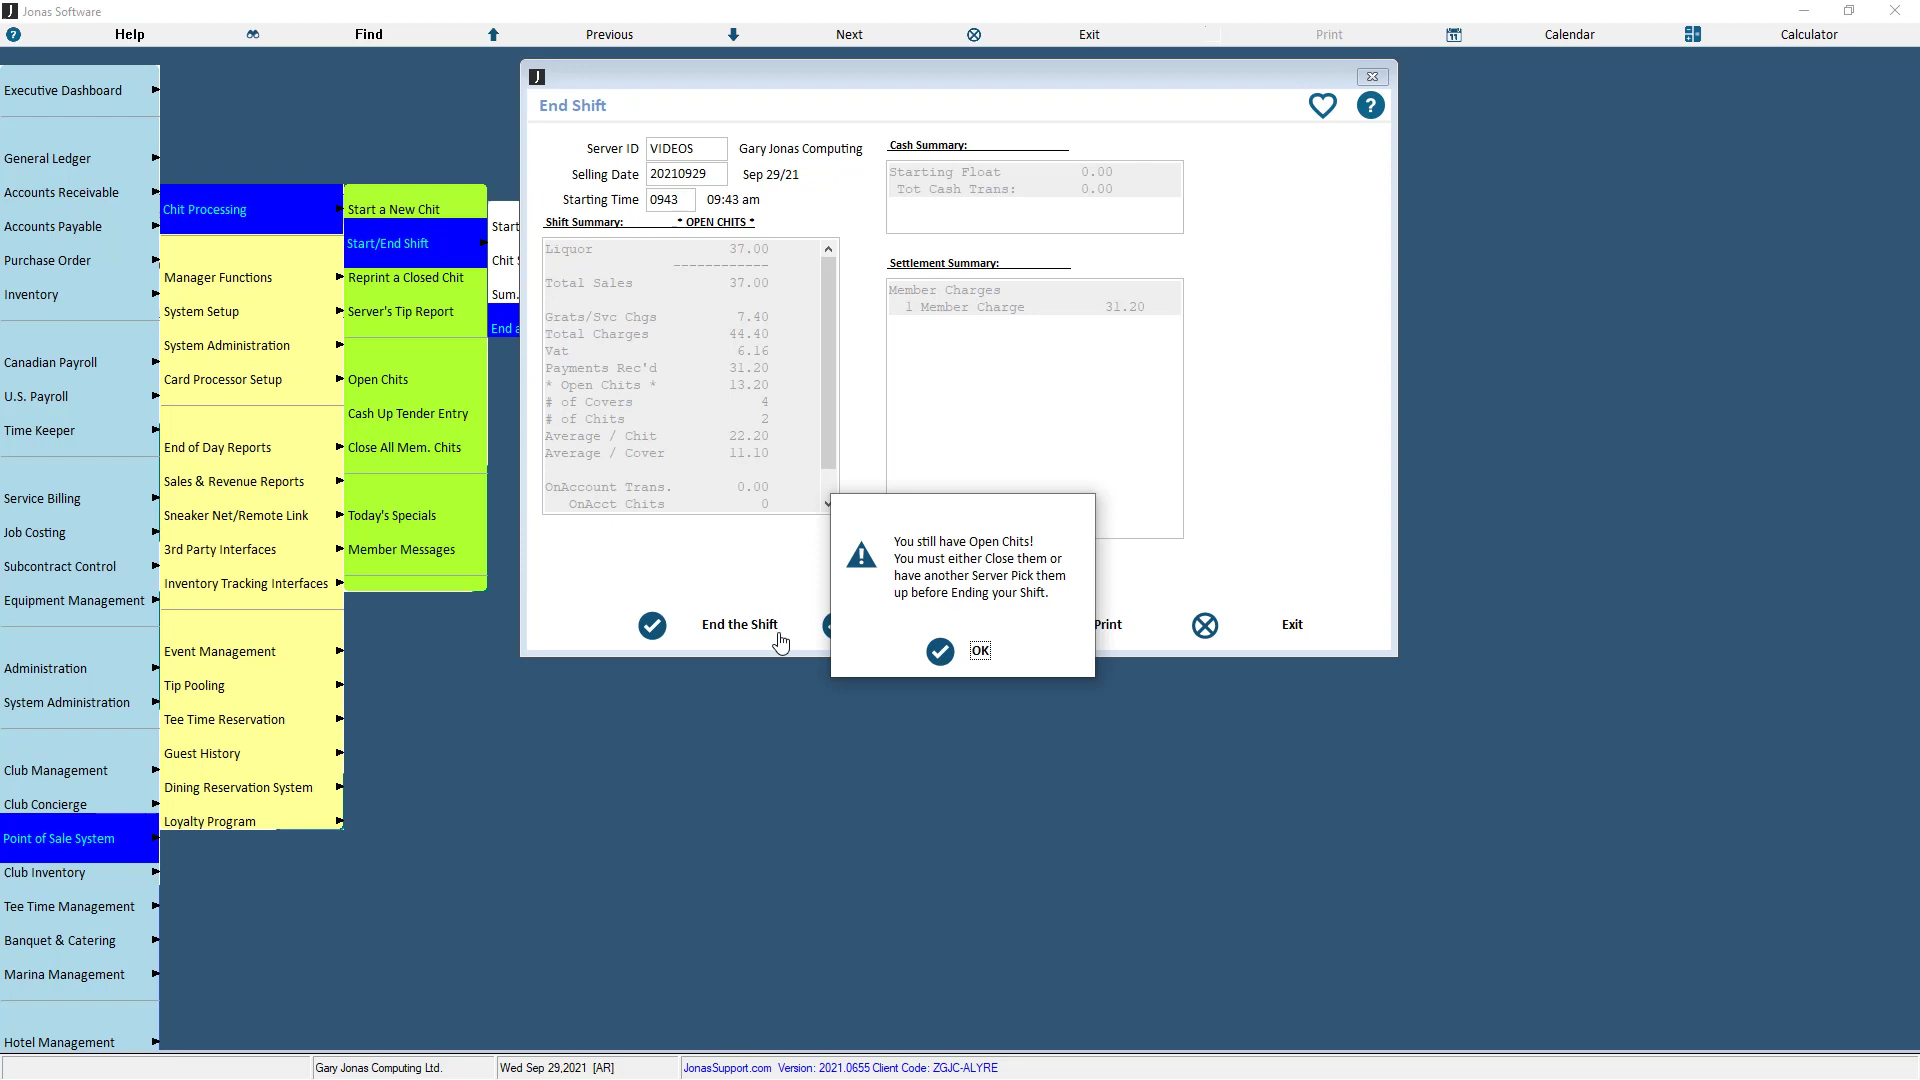 Jonas Software
Help
Find
Previous
Next
Exit
Print
Calendar
Calculator
Executive Dashboard
General Ledger
Accounts Receivable
Accounts Payable
Purchase Order
Inventory
Canadian Payroll
U.S. Payroll
Time Keeper
Service Billing
Job Costing
Subcontract Control
Equipment Management
Administration
System Administration
Club Management
Club Concierge
Point of Sale System
Club Inventory
Tee Time Management
Banquet & Catering
Marina Management
Hotel Management
Chit Processing
Manager Functions
System Setup
System Administration
Card Processor Setup
End of Day Reports
Sales & Revenue Reports
Sneaker Net/Remote Link
3rd Party Interfaces
Inventory Tracking Interfaces
Event Management
Tip Pooling
Tee Time Reservation
Guest History
Dining Reservation System
Loyalty Program
Start a New Chit
Start/End Shift
Reprint a Closed Chit
Server's Tip Report
Open Chits
Cash Up Tender Entry
Close All Mem. Chits
Today's Specials
Member Messages
Start
Chit S
Sum.
End a
End Shift
Server ID VIDEOS Gary Jonas Computing
Selling Date 20210929 Sep 29/21
Starting Time 0943 09:43 am
Shift Summary: * OPEN CHITS *
Liquor 37.00
------------
Total Sales 37.00
Grats/Svc Chgs 7.40
Total Charges 44.40
Vat 6.16
Payments Rec'd 31.20
* Open Chits * 13.20
# of Covers 4
# of Chits 2
Average / Chit 22.20
Average / Cover 11.10
OnAccount Trans. 0.00
OnAcct Chits 0
Cash Summary:
Starting Float 0.00
Tot Cash Trans: 0.00
Settlement Summary:
Member Charges
1 Member Charge 31.20
You still have Open Chits!
You must either Close them or
have another Server Pick them
up before Ending your Shift.
OK
End the Shift
Print
Exit
Gary Jonas Computing Ltd.
Wed Sep 29,2021 [AR]
JonasSupport.com Version: 2021.0655 Client Code: ZGJC-ALYRE